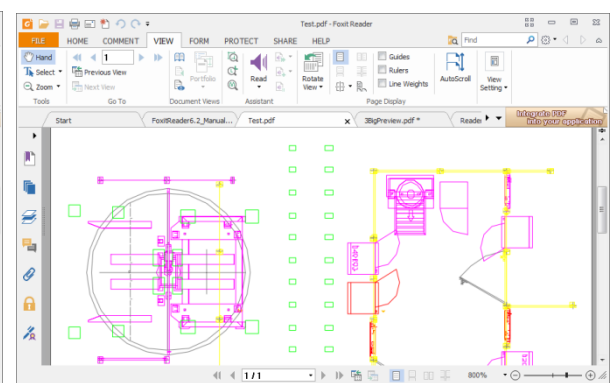 Test.pdf - Foxit Reader
FILE HOME COMMENT VIEW FORM PROTECT SHARE HELP Find
Hand 1 Guides
Select Previous View Portfolio Read Rotate View Rulers AutoScroll View Setting
Zoom Next View Line Weights
Tools Go To Document Views Assistant Page Display
Start FoxitReader6.2_Manual... Test.pdf x 3BigPreview.pdf * Reade
Integrate PDF
into your application
1 / 1 800%